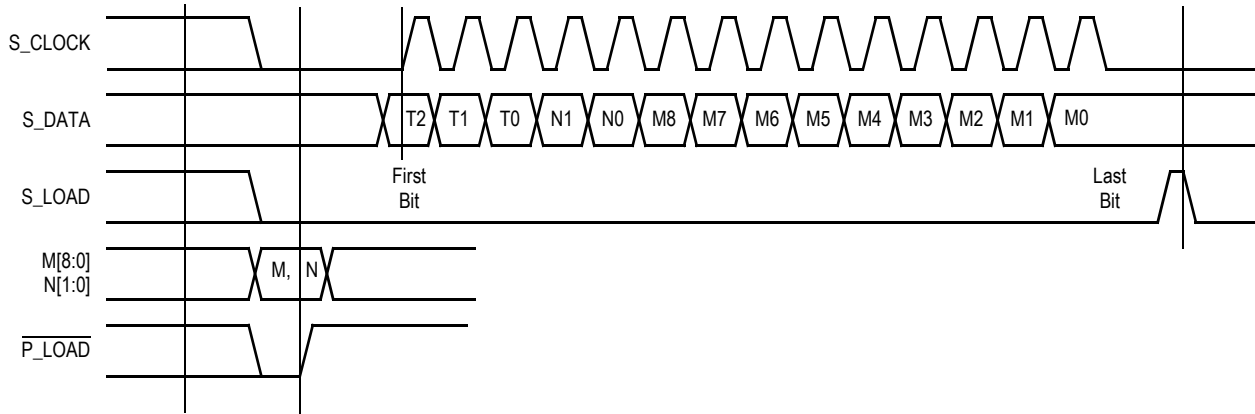 S_CLOCK
S_DATA
T2 T1 T0 N1 N0 M8 M7 M6 M5 M4 M3 M2 M1 M0
First
Bit
Last
Bit
S_LOAD
M[8:0]
N[1:0]
M, N
P_LOAD